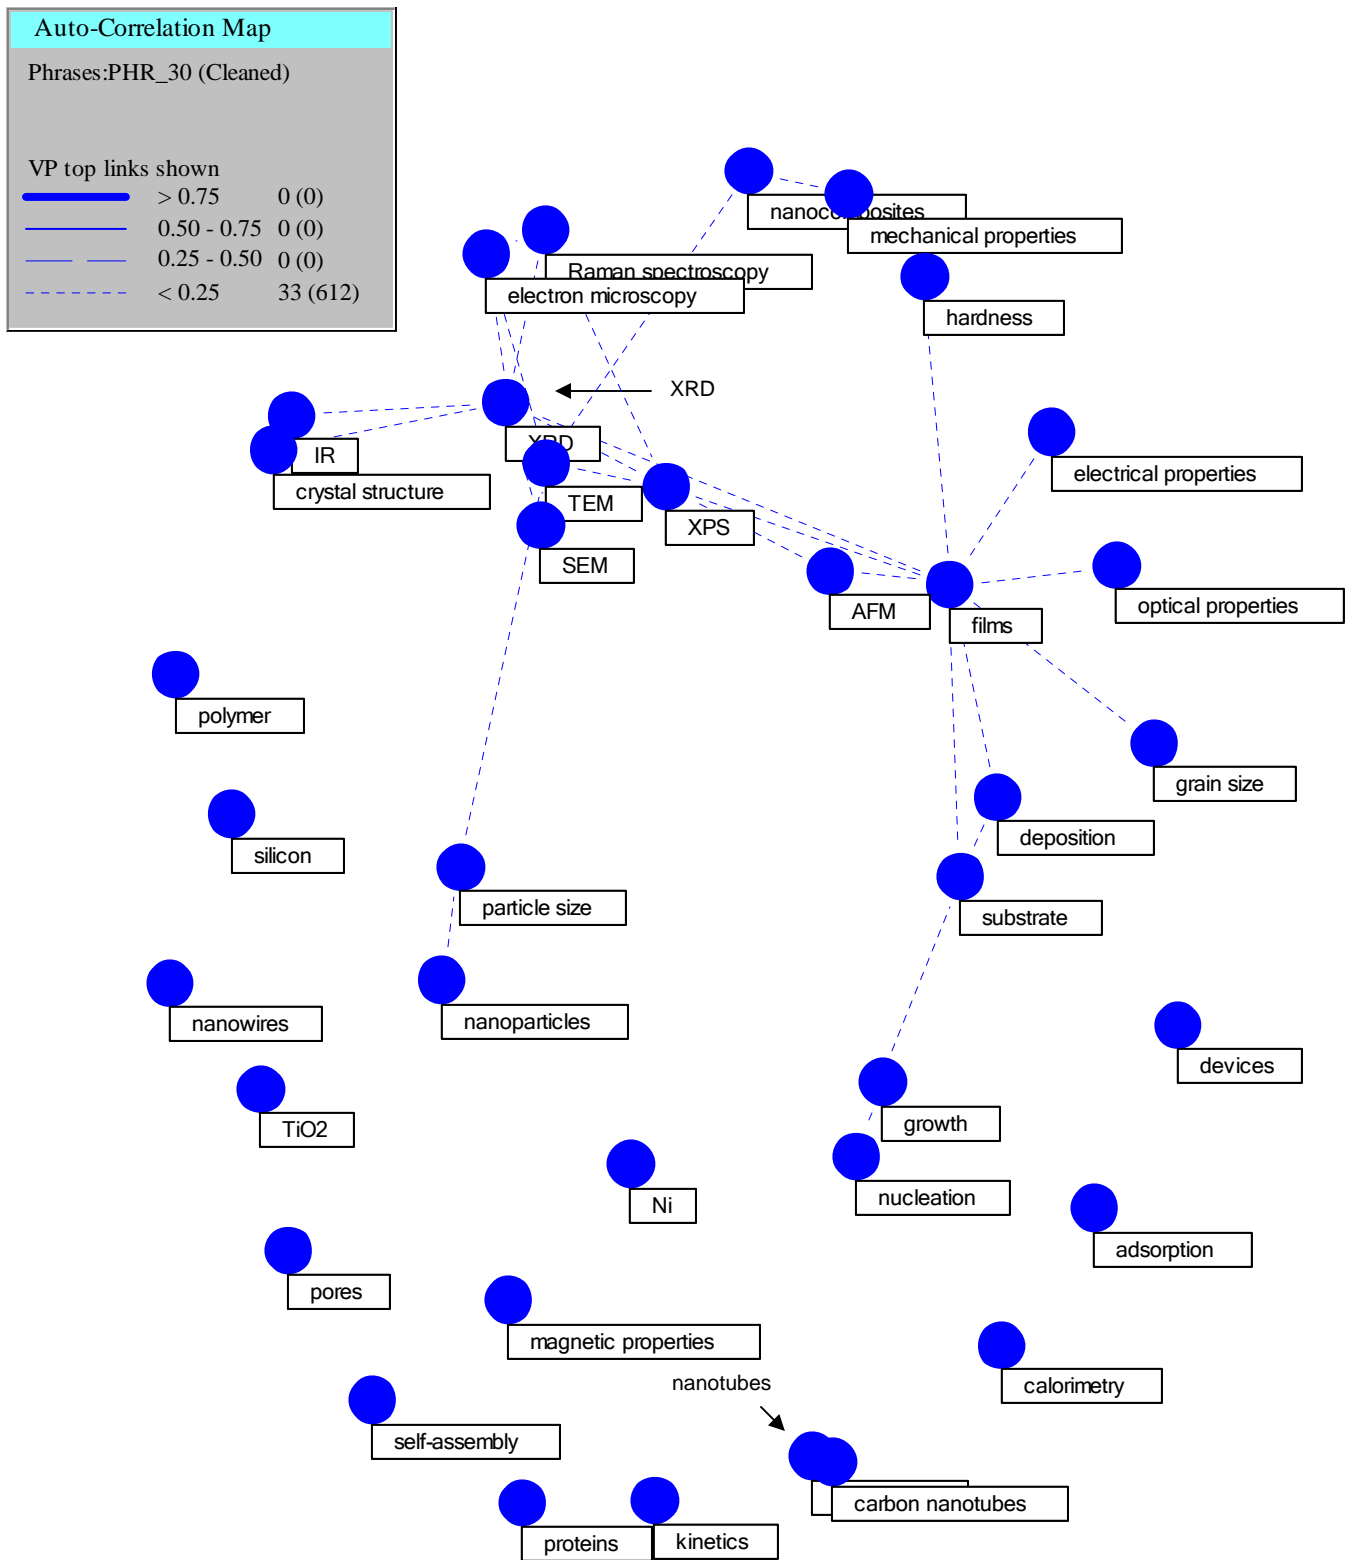 Auto-Correlation Map
Phrases:PHR_30 (Cleaned)
VP top links shown
> 0.75 0 (0)
0.50 - 0.75 0 (0)
0.25 - 0.50 0 (0)
< 0.25 33 (612)
nanocomposites
mechanical properties
Raman spectroscopy
electron microscopy
hardness
XRD
XRD
IR
crystal structure
electrical properties
TEM
XPS
SEM
AFM
films
optical properties
polymer
grain size
silicon
deposition
particle size
substrate
nanowires
nanoparticles
devices
TiO2
growth
nucleation
Ni
adsorption
pores
magnetic properties
nanotubes
calorimetry
self-assembly
carbon nanotubes
proteins
kinetics